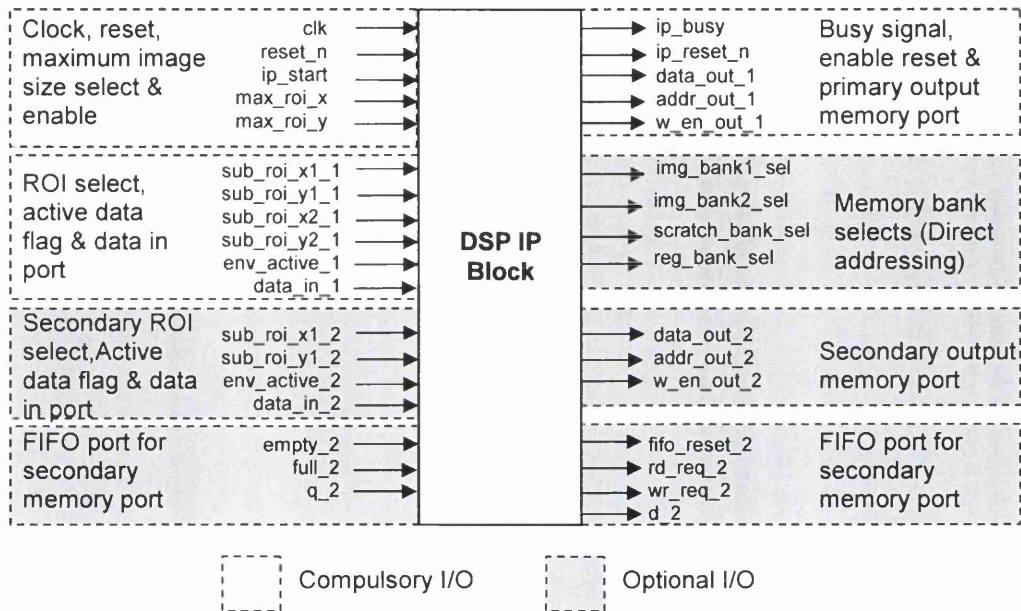 Clock, reset,
maximum image
size select &
enable
clk
reset_n
ip_start
max_roi_x
max_roi_y
ROI select,
active data
flag & data in
port
sub_roi_x1_1
sub_roi_y1_1
sub_roi_x2_1
sub_roi_y2_1
env_active_1
data_in_1
Secondary ROI
select,Active
data flag & data
in port
sub_roi_x1_2
sub_roi_y1_2
env_active_2
data_in_2
FIFO port for
secondary
memory port
empty_2
full_2
q_2
DSP IP
Block
ip_busy
ip_reset_n
data_out_1
addr_out_1
w_en_out_1
Busy signal,
enable reset &
primary output
memory port
img_bank1_sel
img_bank2_sel
scratch_bank_sel
reg_bank_sel
Memory bank
selects (Direct
addressing)
data_out_2
addr_out_2
w_en_out_2
Secondary output
memory port
fifo_reset_2
rd_req_2
wr_req_2
d_2
FIFO port for
secondary
memory port
Compulsory I/O
Optional I/O